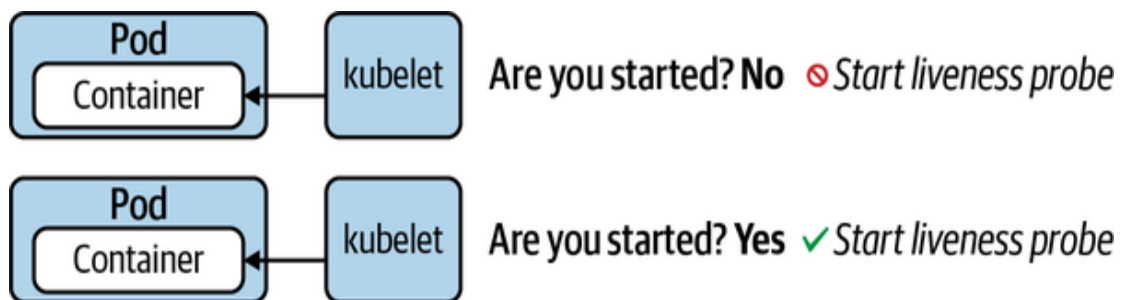 Pod
Container
kubelet
Are you started? No Start liveness probe
Pod
Container
kubelet
Are you started? Yes Start liveness probe